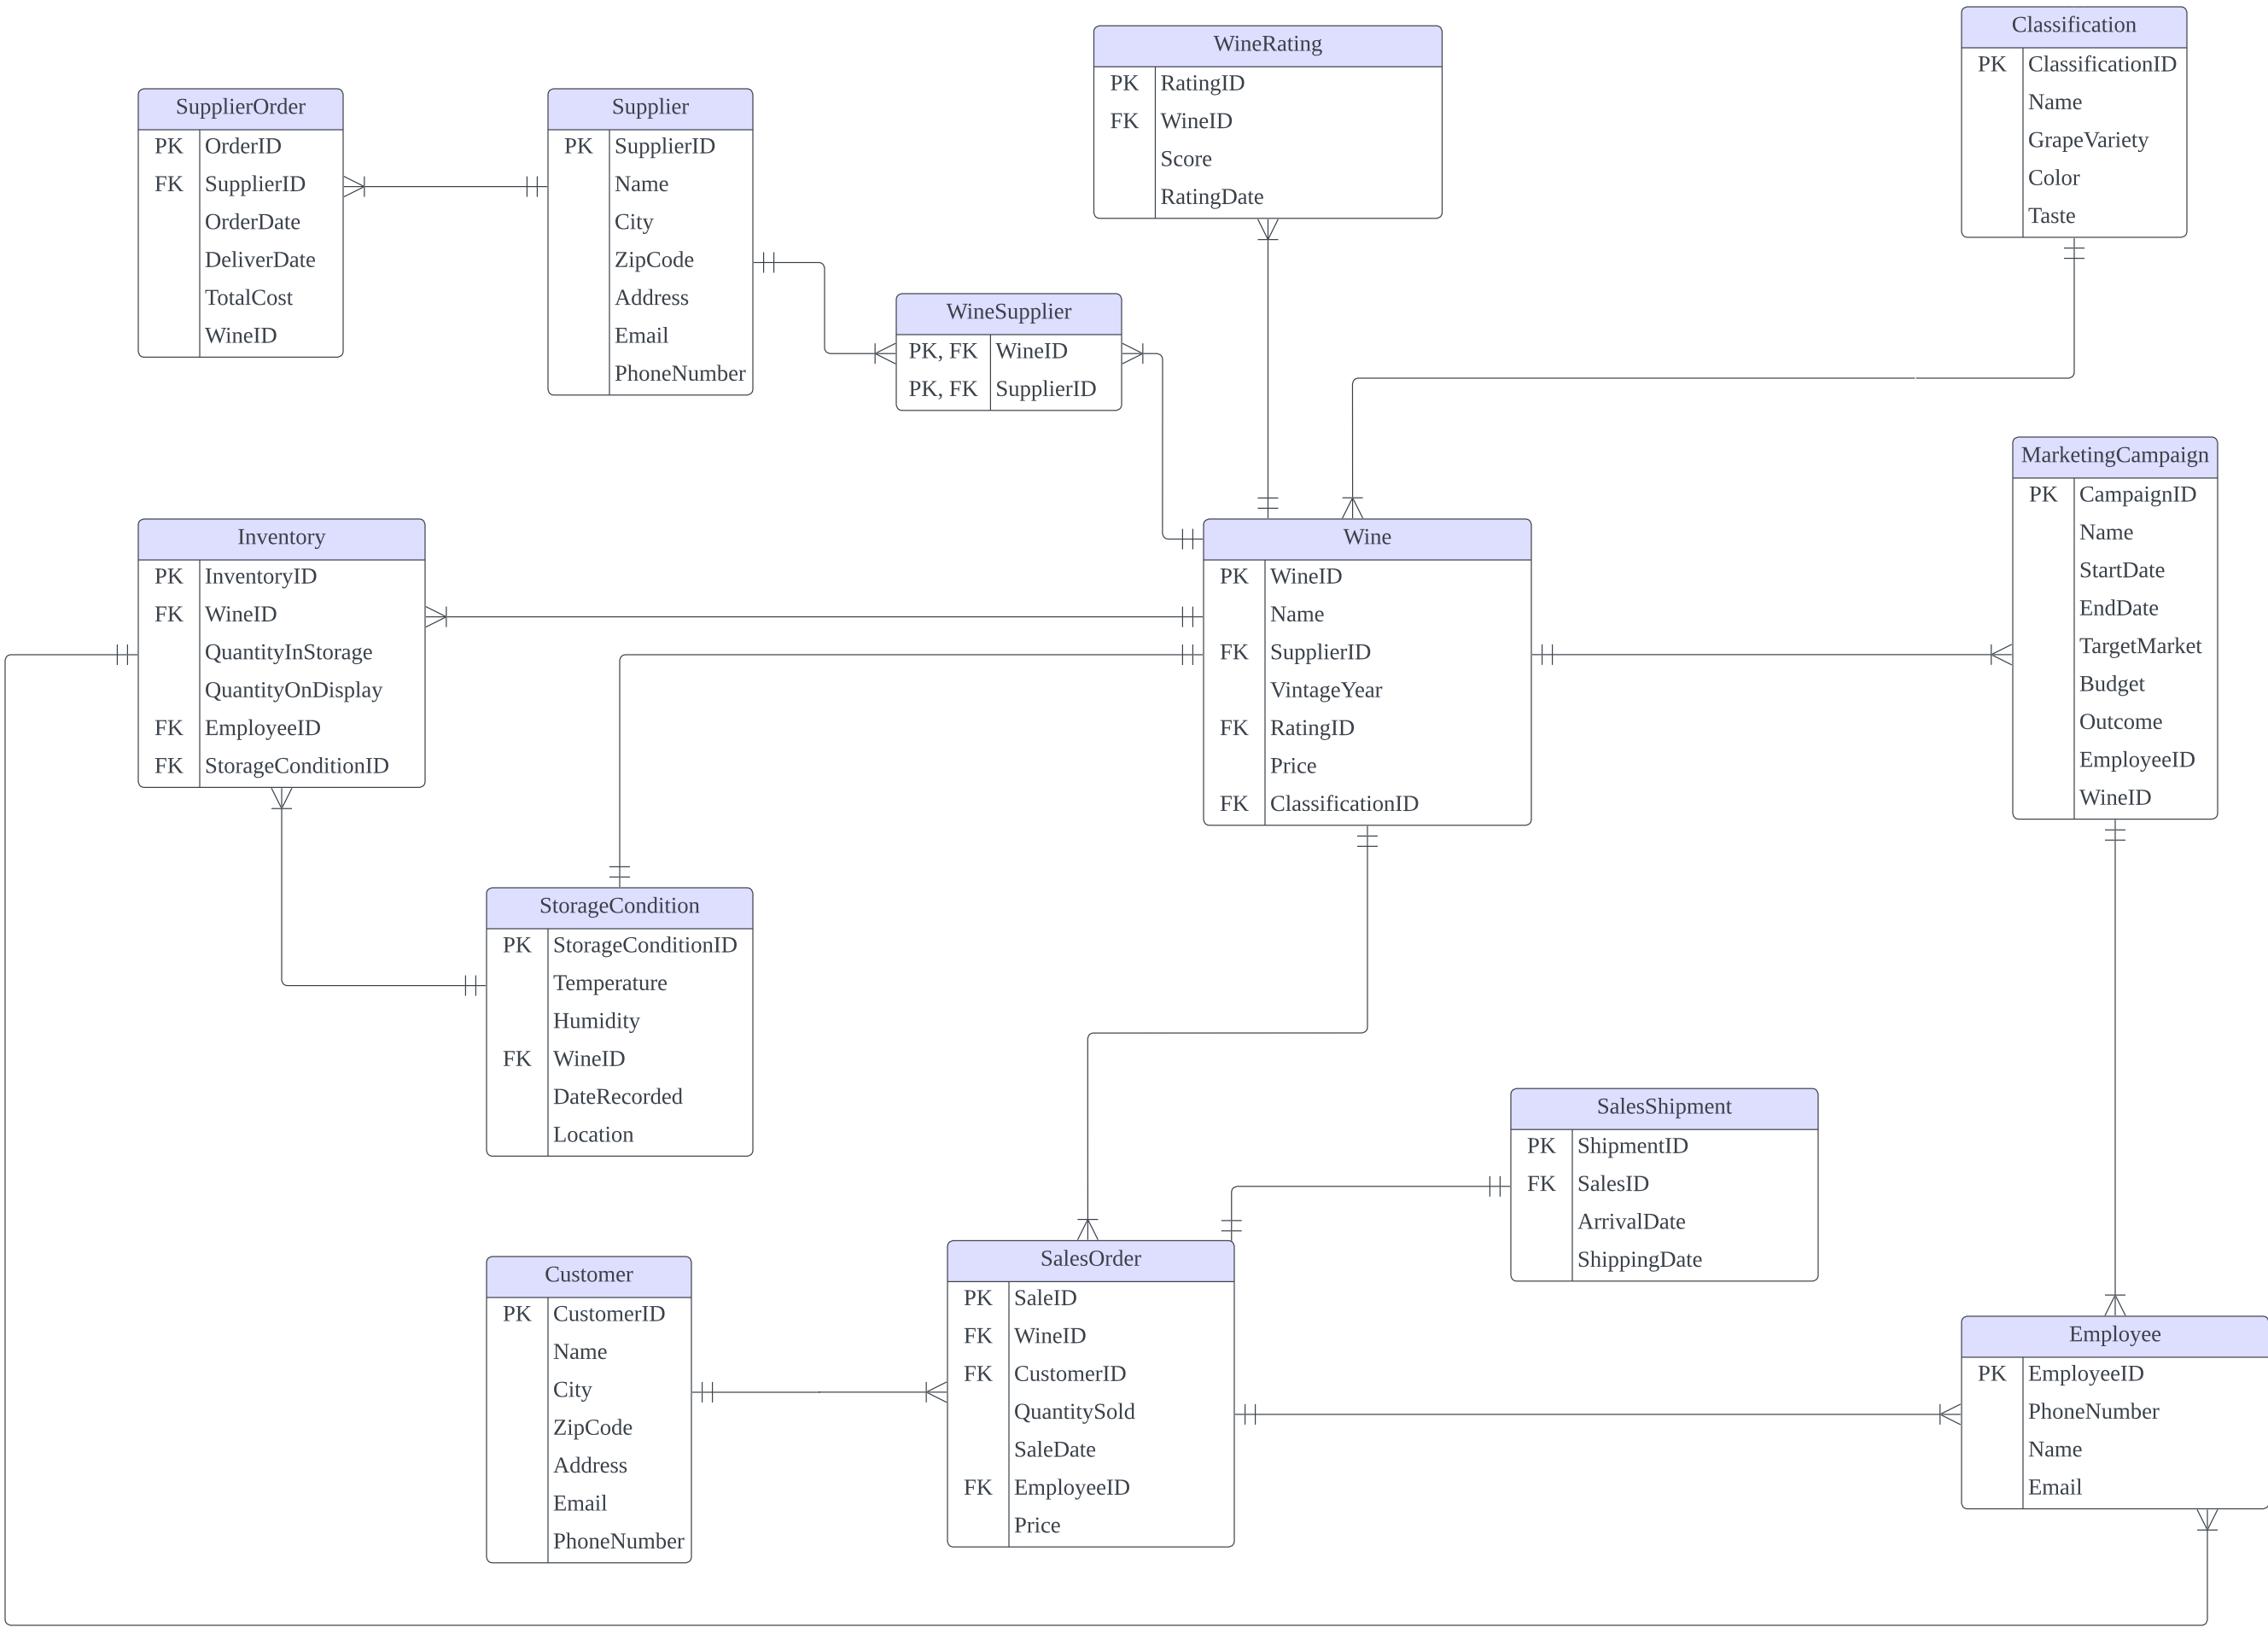 SupplierOrder
PK OrderID
FK SupplierID
OrderDate
DeliverDate
TotalCost
WineID
Supplier
PK SupplierID
Name
City
ZipCode
Address
Email
PhoneNumber
WineSupplier
PK, FK WineID
PK, FK SupplierID
WineRating
PK RatingID
FK WineID
Score
RatingDate
Classification
PK ClassificationID
Name
GrapeVariety
Color
Taste
Inventory
PK InventoryID
FK WineID
QuantityInStorage
QuantityOnDisplay
FK EmployeeID
FK StorageConditionID
Wine
PK WineID
Name
FK SupplierID
VintageYear
FK RatingID
Price
FK ClassificationID
MarketingCampaign
PK CampaignID
Name
StartDate
EndDate
TargetMarket
Budget
Outcome
EmployeeID
WineID
StorageCondition
PK StorageConditionID
Temperature
Humidity
FK WineID
DateRecorded
Location
SalesShipment
PK ShipmentID
FK SalesID
ArrivalDate
ShippingDate
Customer
PK CustomerID
Name
City
ZipCode
Address
Email
PhoneNumber
SalesOrder
PK SaleID
FK WineID
FK CustomerID
QuantitySold
SaleDate
FK EmployeeID
Price
Employee
PK EmployeeID
PhoneNumber
Name
Email